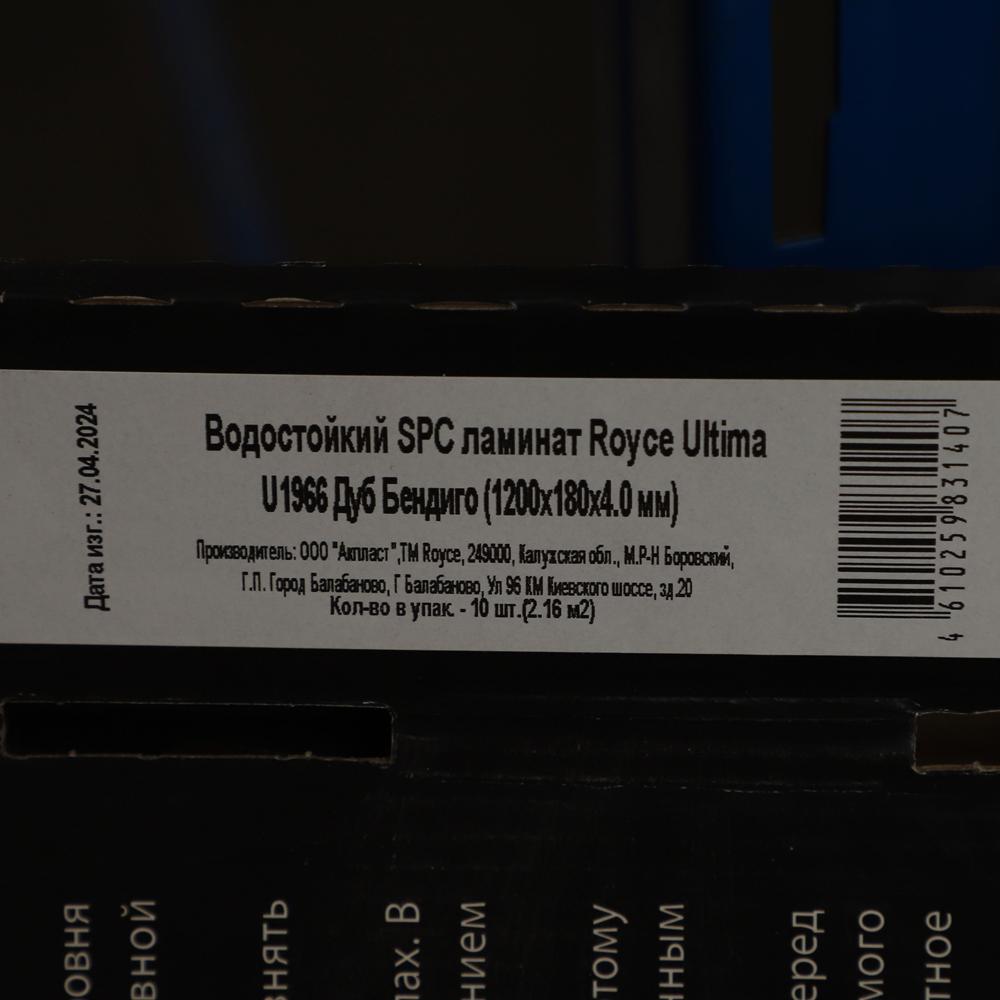 Дата изг.: 27.04.2024
Водостойкий SPC ламинат Royce Ultima
U1966 Дуб Бендиго (1200x180x4.0 мм)
Производитель: ООО "Акпласт",ТМ Royce, 249000, Калужская обл., М.Р-Н Боровский,
Г.П. Город Балабаново, Г Балабаново, Ул 96 КМ Киевского шоссе, зд.20
Кол-во в упак. - 10 шт.(2.16 м2)
4610259831407
овня
вной
внять
лах. В
нием
тому
нным
еред
мого
тное